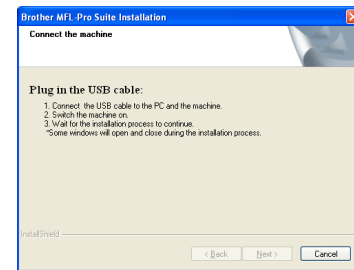 Brother MFL-Pro Suite Installation
Connect the machine
Plug in the USB cable:
1. Connect the USB cable to the PC and the machine.
2. Switch the machine on.
3. Wait for the installation process to continue.
*Some windows will open and close during the installation process.
InstallShield
< Back
Next >
Cancel